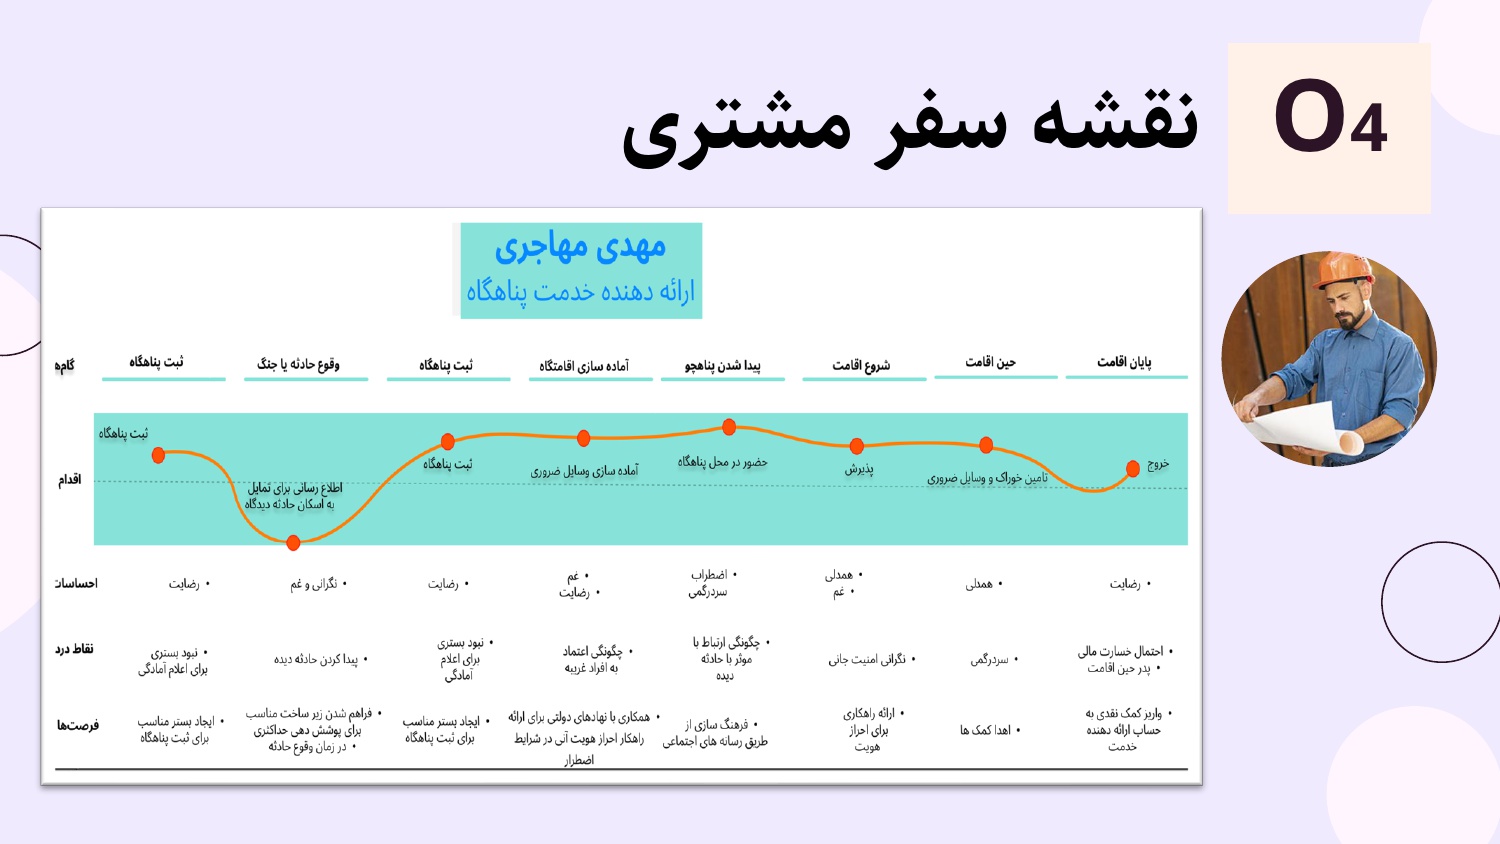 04
نقشه سفر مشتری
مهدی مهاجری
ارائه دهنده خدمت پناهگاه
گام‌ه
ثبت پناهگاه
وقوع حادثه یا جنگ
ثبت پناهگاه
آماده سازی اقامتگاه
پیدا شدن پناهجو
شروع اقامت
حین اقامت
پایان اقامت
اقدام
ثبت پناهگاه
اطلاع رسانی برای تمایل
به اسکان حادثه دیدگاه
ثبت پناهگاه
آماده سازی وسایل ضروری
حضور در محل پناهگاه
پذیرش
تامین خوراک و وسایل ضروری
خروج
احساسات
• رضایت
• نگرانی و غم
• رضایت
• غم
• رضایت
• اضطراب
سردرگمی
• همدلی
• غم
• همدلی
• رضایت
نقاط درد
• نبود بستری
برای اعلام آمادگی
• پیدا کردن حادثه دیده
• نبود بستری
برای اعلام
آمادگی
• چگونگی اعتماد
به افراد غریبه
• چگونگی ارتباط با
موثر با حادثه
دیده
• نگرانی امنیت جانی
• سردرگمی
• احتمال خسارت مالی
• پدر حین اقامت
فرصت‌ها
• ایجاد بستر مناسب
برای ثبت پناهگاه
• فراهم شدن زیر ساخت مناسب
برای پوشش دهی حداکثری
• در زمان وقوع حادثه
• ایجاد بستر مناسب
برای ثبت پناهگاه
• همکاری با نهادهای دولتی برای ارائه
راهکار احراز هویت آنی در شرایط
اضطرار
• فرهنگ سازی از
طریق رسانه های اجتماعی
• ارائه راهکاری
برای احراز
هویت
• اهدا کمک ها
• واریز کمک نقدی به
حساب ارائه دهنده
خدمت